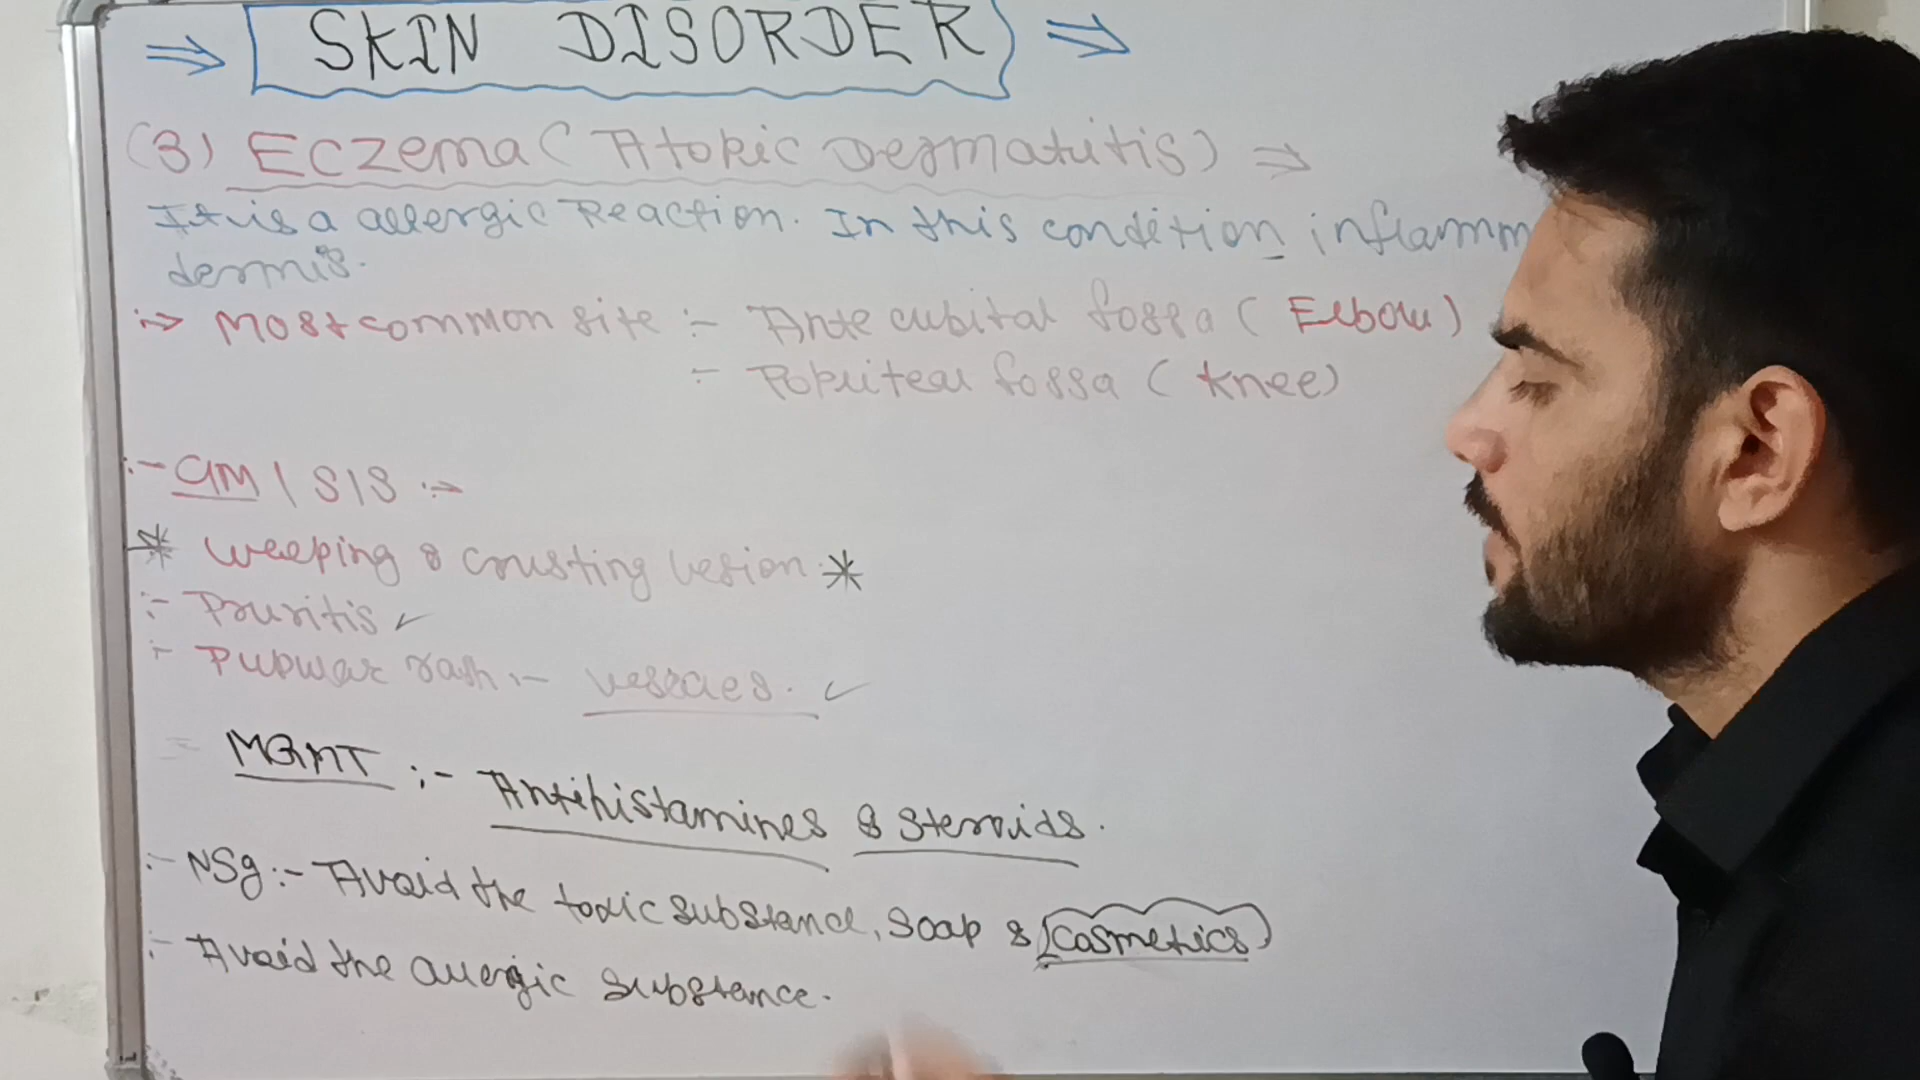 ⇒ SKIN DISORDER ⇒
(3) Eczema (Atopic Dermatitis) ⇒
It is a allergic Reaction. In this condition inflamm
dermis.
:-> Most common site :- Ante cubital fossa (Elbow)
:- Popliteal fossa (knee)
:- C/M | S/S :->
* weeping & crusting lesion *
:- Pruritis ✓
:- Pupular rash :- vesicles. ✓
MGMT :- Antihistamines & steroids.
:- NSg :- Avoid the toxic substance, soap & (cosmetics)
:- Avoid the allergic substance.